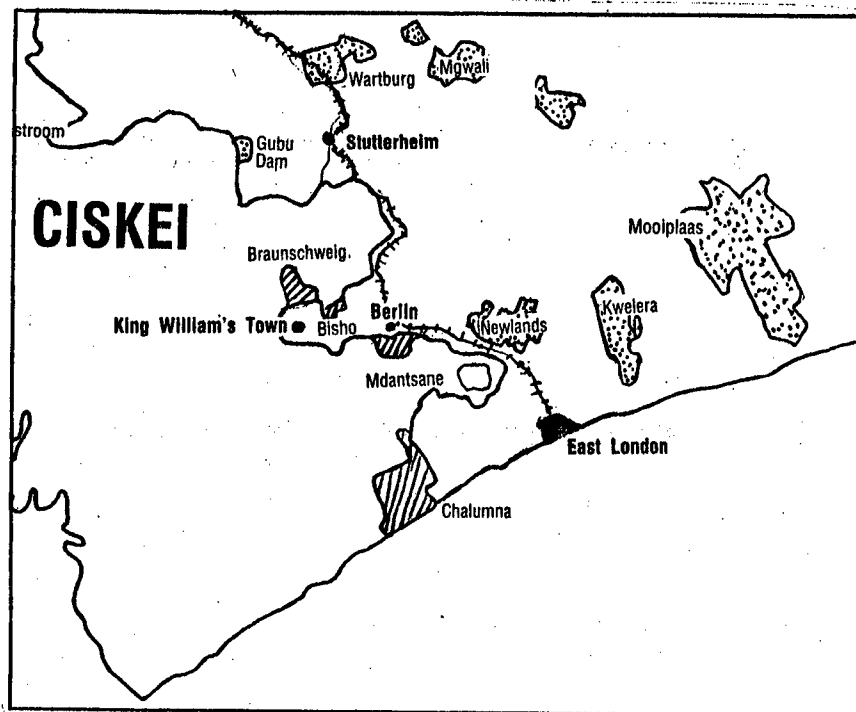 Wartburg
Mgwali
stroom
Gubu
Dam
Stutterheim
CISKEI
Mooiplaas
Braunschweig.
King William's Town
Bisho
Berlin
Newlands
Kwelera
Mdantsane
East London
Chalumna